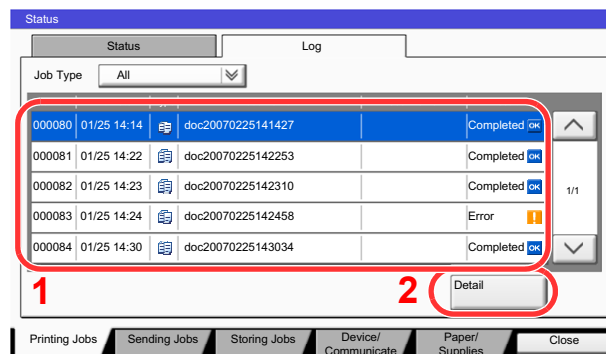 Status
Status Log
Job Type All
000080 01/25 14:14 doc20070225141427 Completed OK
000081 01/25 14:22 doc20070225142253 Completed OK
000082 01/25 14:23 doc20070225142310 Completed OK
1/1
000083 01/25 14:24 doc20070225142458 Error !
000084 01/25 14:30 doc20070225143034 Completed OK
1 2 Detail
Printing Jobs Sending Jobs Storing Jobs Device/ Communicate Paper/ Supplies Close